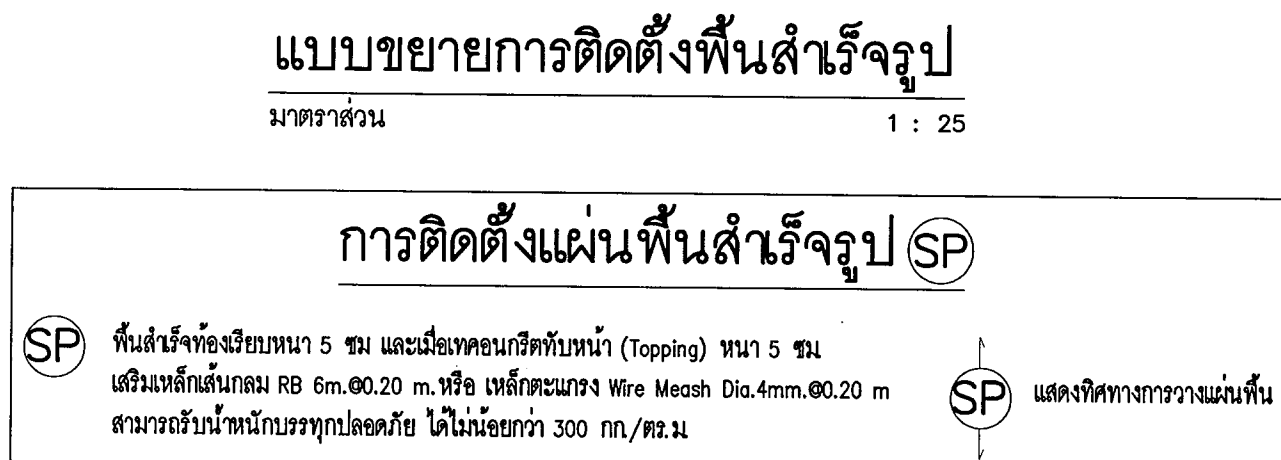 แบบขยายการติดตั้งพื้นสำเร็จรูป
มาตราส่วน 1 : 25
การติดตั้งแผ่นพื้นสำเร็จรูป SP
SP พื้นสำเร็จท้องเรียบหนา 5 ซม และเมื่อเทคอนกรีตทับหน้า (Topping) หนา 5 ซม.
เสริมเหล็กเส้นกลม RB 6m.@0.20 m.หรือ เหล็กตะแกรง Wire Meash Dia.4mm.@0.20 m
สามารถรับน้ำหนักบรรทุกปลอดภัย ได้ไม่น้อยกว่า 300 กก./ตร.ม.
SP แสดงทิศทางการวางแผ่นพื้น